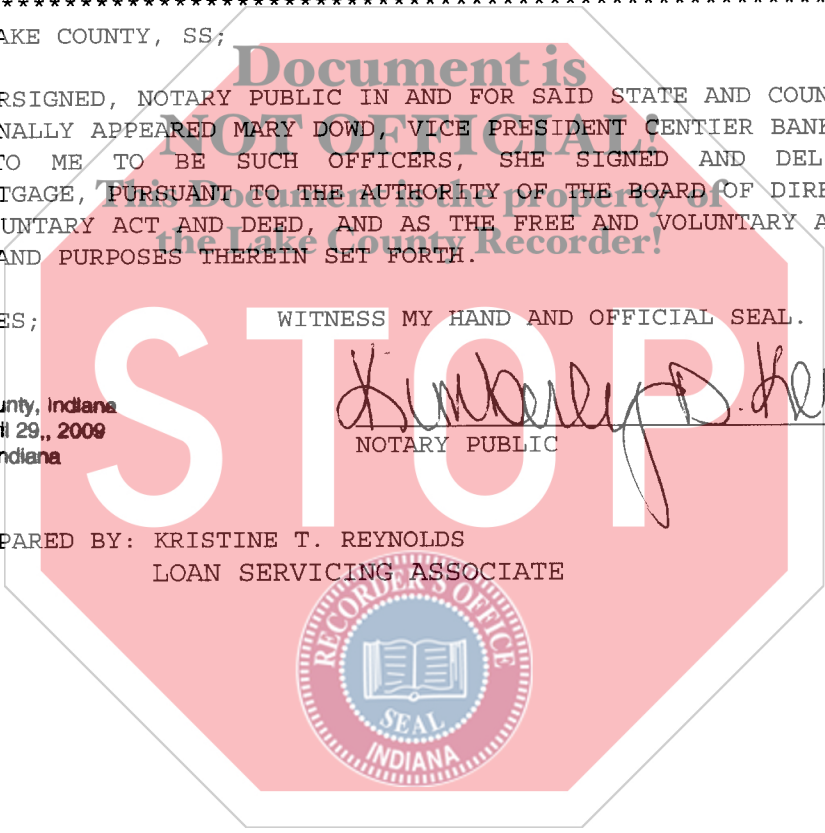 *********************************************************
AKE COUNTY, SS;
Document is
RSIGNED, NOTARY PUBLIC IN AND FOR SAID STATE AND COUN
NOT OFFICIAL!
NALLY APPEARED MARY DOWD, VICE PRESIDENT CENTIER BANK
TO ME TO BE SUCH OFFICERS, SHE SIGNED AND DEL
This Document is the property of
TGAGE, PURSUANT TO THE AUTHORITY OF THE BOARD OF DIRE
UNTARY ACT AND DEED, AND AS THE FREE AND VOLUNTARY A
the Lake County Recorder!
AND PURPOSES THEREIN SET FORTH.
ES; WITNESS MY HAND AND OFFICIAL SEAL.
STOP
unty, Indiana
il 29,, 2009
ndiana
Kimberly D. Ken
NOTARY PUBLIC
PARED BY: KRISTINE T. REYNOLDS
LOAN SERVICING ASSOCIATE
RECORDER'S OFFICE
SEAL
INDIANA